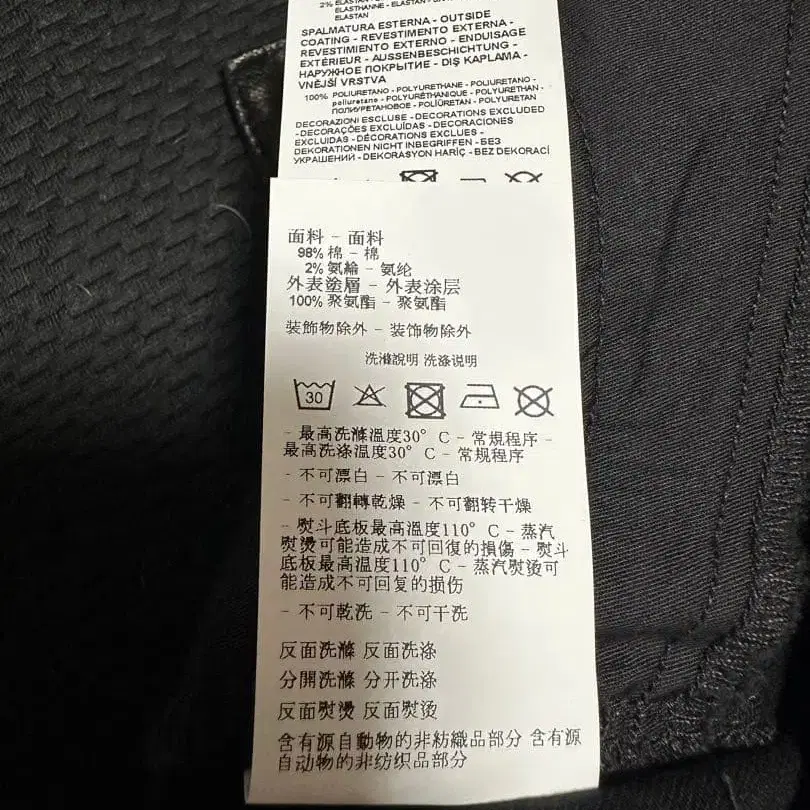 2% ELASTAN
ELASTHANNE - ELASTAN
ELASTAN
SPALMATURA ESTERNA - OUTSIDE
COATING - REVESTIMENTO EXTERNO -
REVESTIMIENTO EXTERNO - ENDUISAGE
EXTÉRIEUR - AUSSENBESCHICHTUNG -
НАРУЖНОЕ ПОКРЫТИЕ - DIŞ KAPLAMA -
VNĚJŠÍ VRSTVA
100% POLIURETANO - POLYURETHANE - POLIURETANO -
poliuretano - POLYURÉTHANIQUE - POLYURETHAN -
ПОЛИУРЕТАНОВОЕ - POLIÜRETAN - POLYURETAN
DECORAZIONI ESCLUSE - DECORATIONS EXCLUDED
- DECORAÇÕES EXCLUÍDAS - DECORACIONES
EXCLUIDAS - DÉCORATIONS EXCLUES -
DEKORATIONEN NICHT INBEGRIFFEN - БЕЗ
УКРАШЕНИЙ - DEKORASYON HARİÇ - BEZ DEKORACÍ
面料 - 面料
98% 棉 - 棉
2% 氨綸 - 氨纶
外表塗層 - 外表涂层
100% 聚氨酯 - 聚氨酯
装飾物除外 - 装饰物除外
洗滌說明 洗涤说明
30
- 最高洗滌溫度30° C - 常規程序 -
最高洗涤温度30° C - 常规程序
- 不可漂白 - 不可漂白
- 不可翻轉乾燥 - 不可翻转干燥
- 熨斗底板最高溫度110° C - 蒸汽
熨燙可能造成不可回復的損傷 - 熨斗
底板最高温度110° C - 蒸汽熨烫可
能造成不可回复的损伤
- 不可乾洗 - 不可干洗
反面洗滌 反面洗涤
分開洗滌 分开洗涤
反面熨燙 反面熨烫
含有源自動物的非紡織品部分 含有源
自动物的非纺织品部分